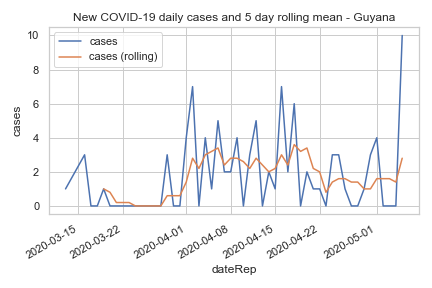 New COVID-19 daily cases and 5 day rolling mean - Guyana
cases
cases (rolling)
10
8
6
4
2
0
cases
2020-03-15
2020-03-22
2020-04-01
2020-04-08
2020-04-15
2020-04-22
2020-05-01
dateRep